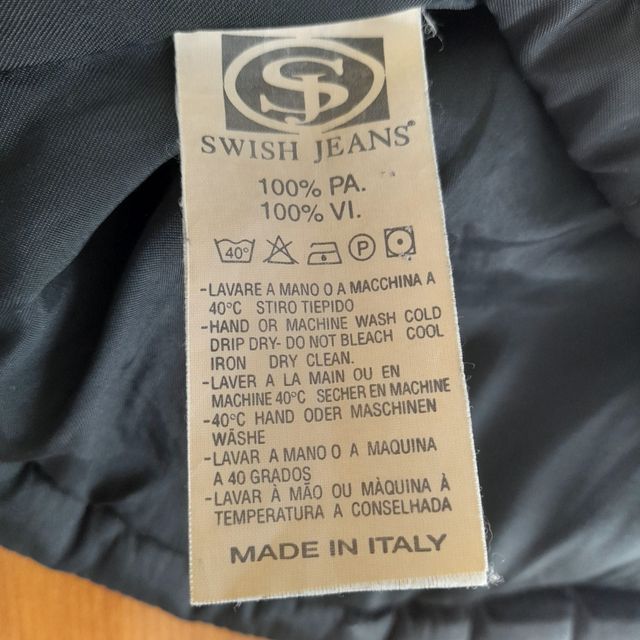 SJ
SWISH JEANS®
100% PA.
100% VI.
40° P
-LAVARE A MANO O A MACCHINA A
40°C STIRO TIEPIDO
-HAND OR MACHINE WASH COLD
DRIP DRY- DO NOT BLEACH COOL
IRON DRY CLEAN.
-LAVER A LA MAIN OU EN
MACHINE 40°C SECHER EN MACHINE
-40°C HAND ODER MASCHINEN
WÄSHE
-LAVAR A MANO O A MAQUINA
A 40 GRADOS
-LAVAR À MÃO OU MÀQUINA À
TEMPERATURA A CONSELHADA
MADE IN ITALY